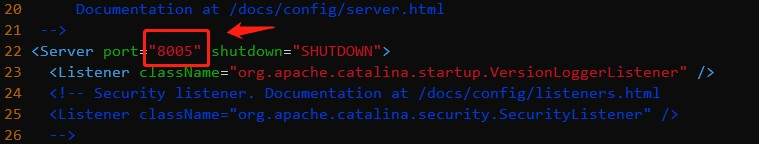 20 Documentation at /docs/config/server.html
21 -->
22 <Server port="8005" shutdown="SHUTDOWN">
23 <Listener className="org.apache.catalina.startup.VersionLoggerListener" />
24 <!-- Security listener. Documentation at /docs/config/listeners.html
25 <Listener className="org.apache.catalina.security.SecurityListener" />
26 -->